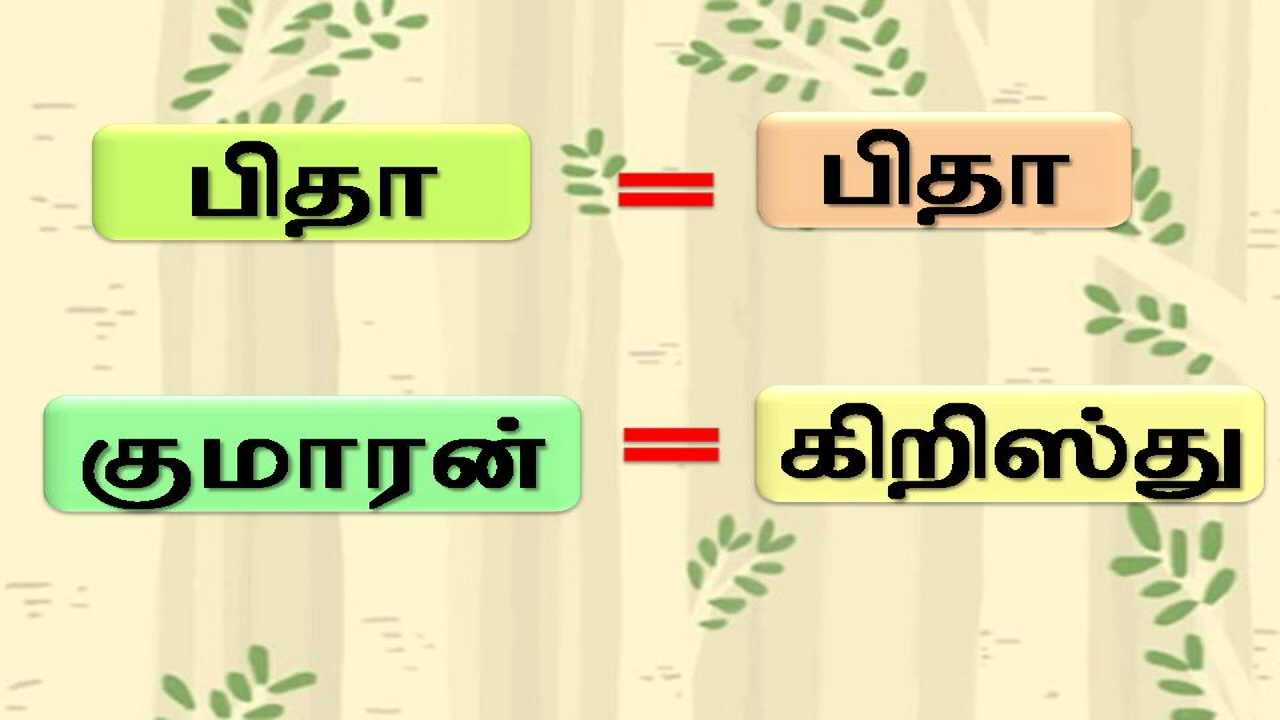 பிதா = பிதா
குமாரன் = கிறிஸ்து